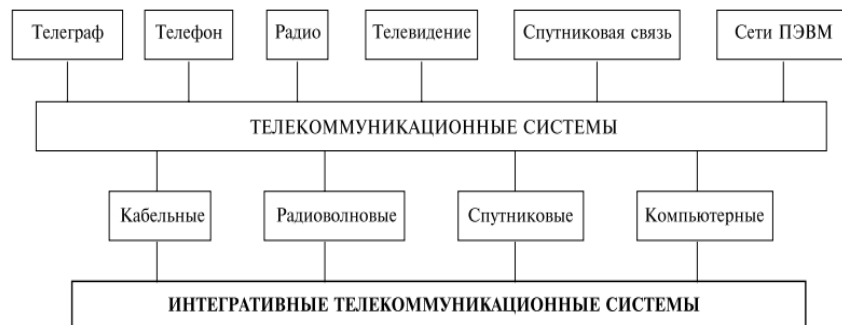 Телеграф
Телефон
Радио
Телевидение
Спутниковая связь
Сети ПЭВМ
ТЕЛЕКОММУНИКАЦИОННЫЕ СИСТЕМЫ
Кабельные
Радиоволновые
Спутниковые
Компьютерные
ИНТЕГРАТИВНЫЕ ТЕЛЕКОММУНИКАЦИОННЫЕ СИСТЕМЫ